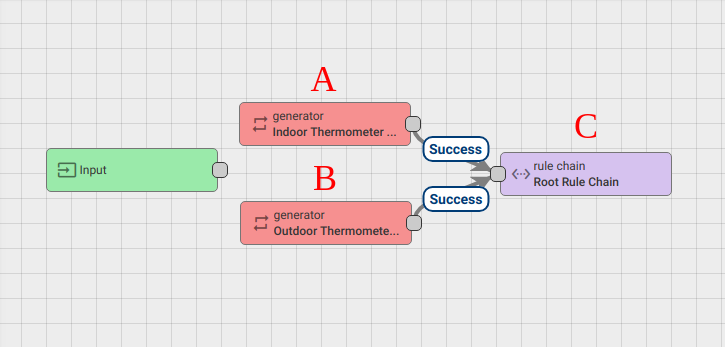 A
generator
Indoor Thermometer ...
Success
C
rule chain
Root Rule Chain
Input
B
generator
Outdoor Thermomete...
Success